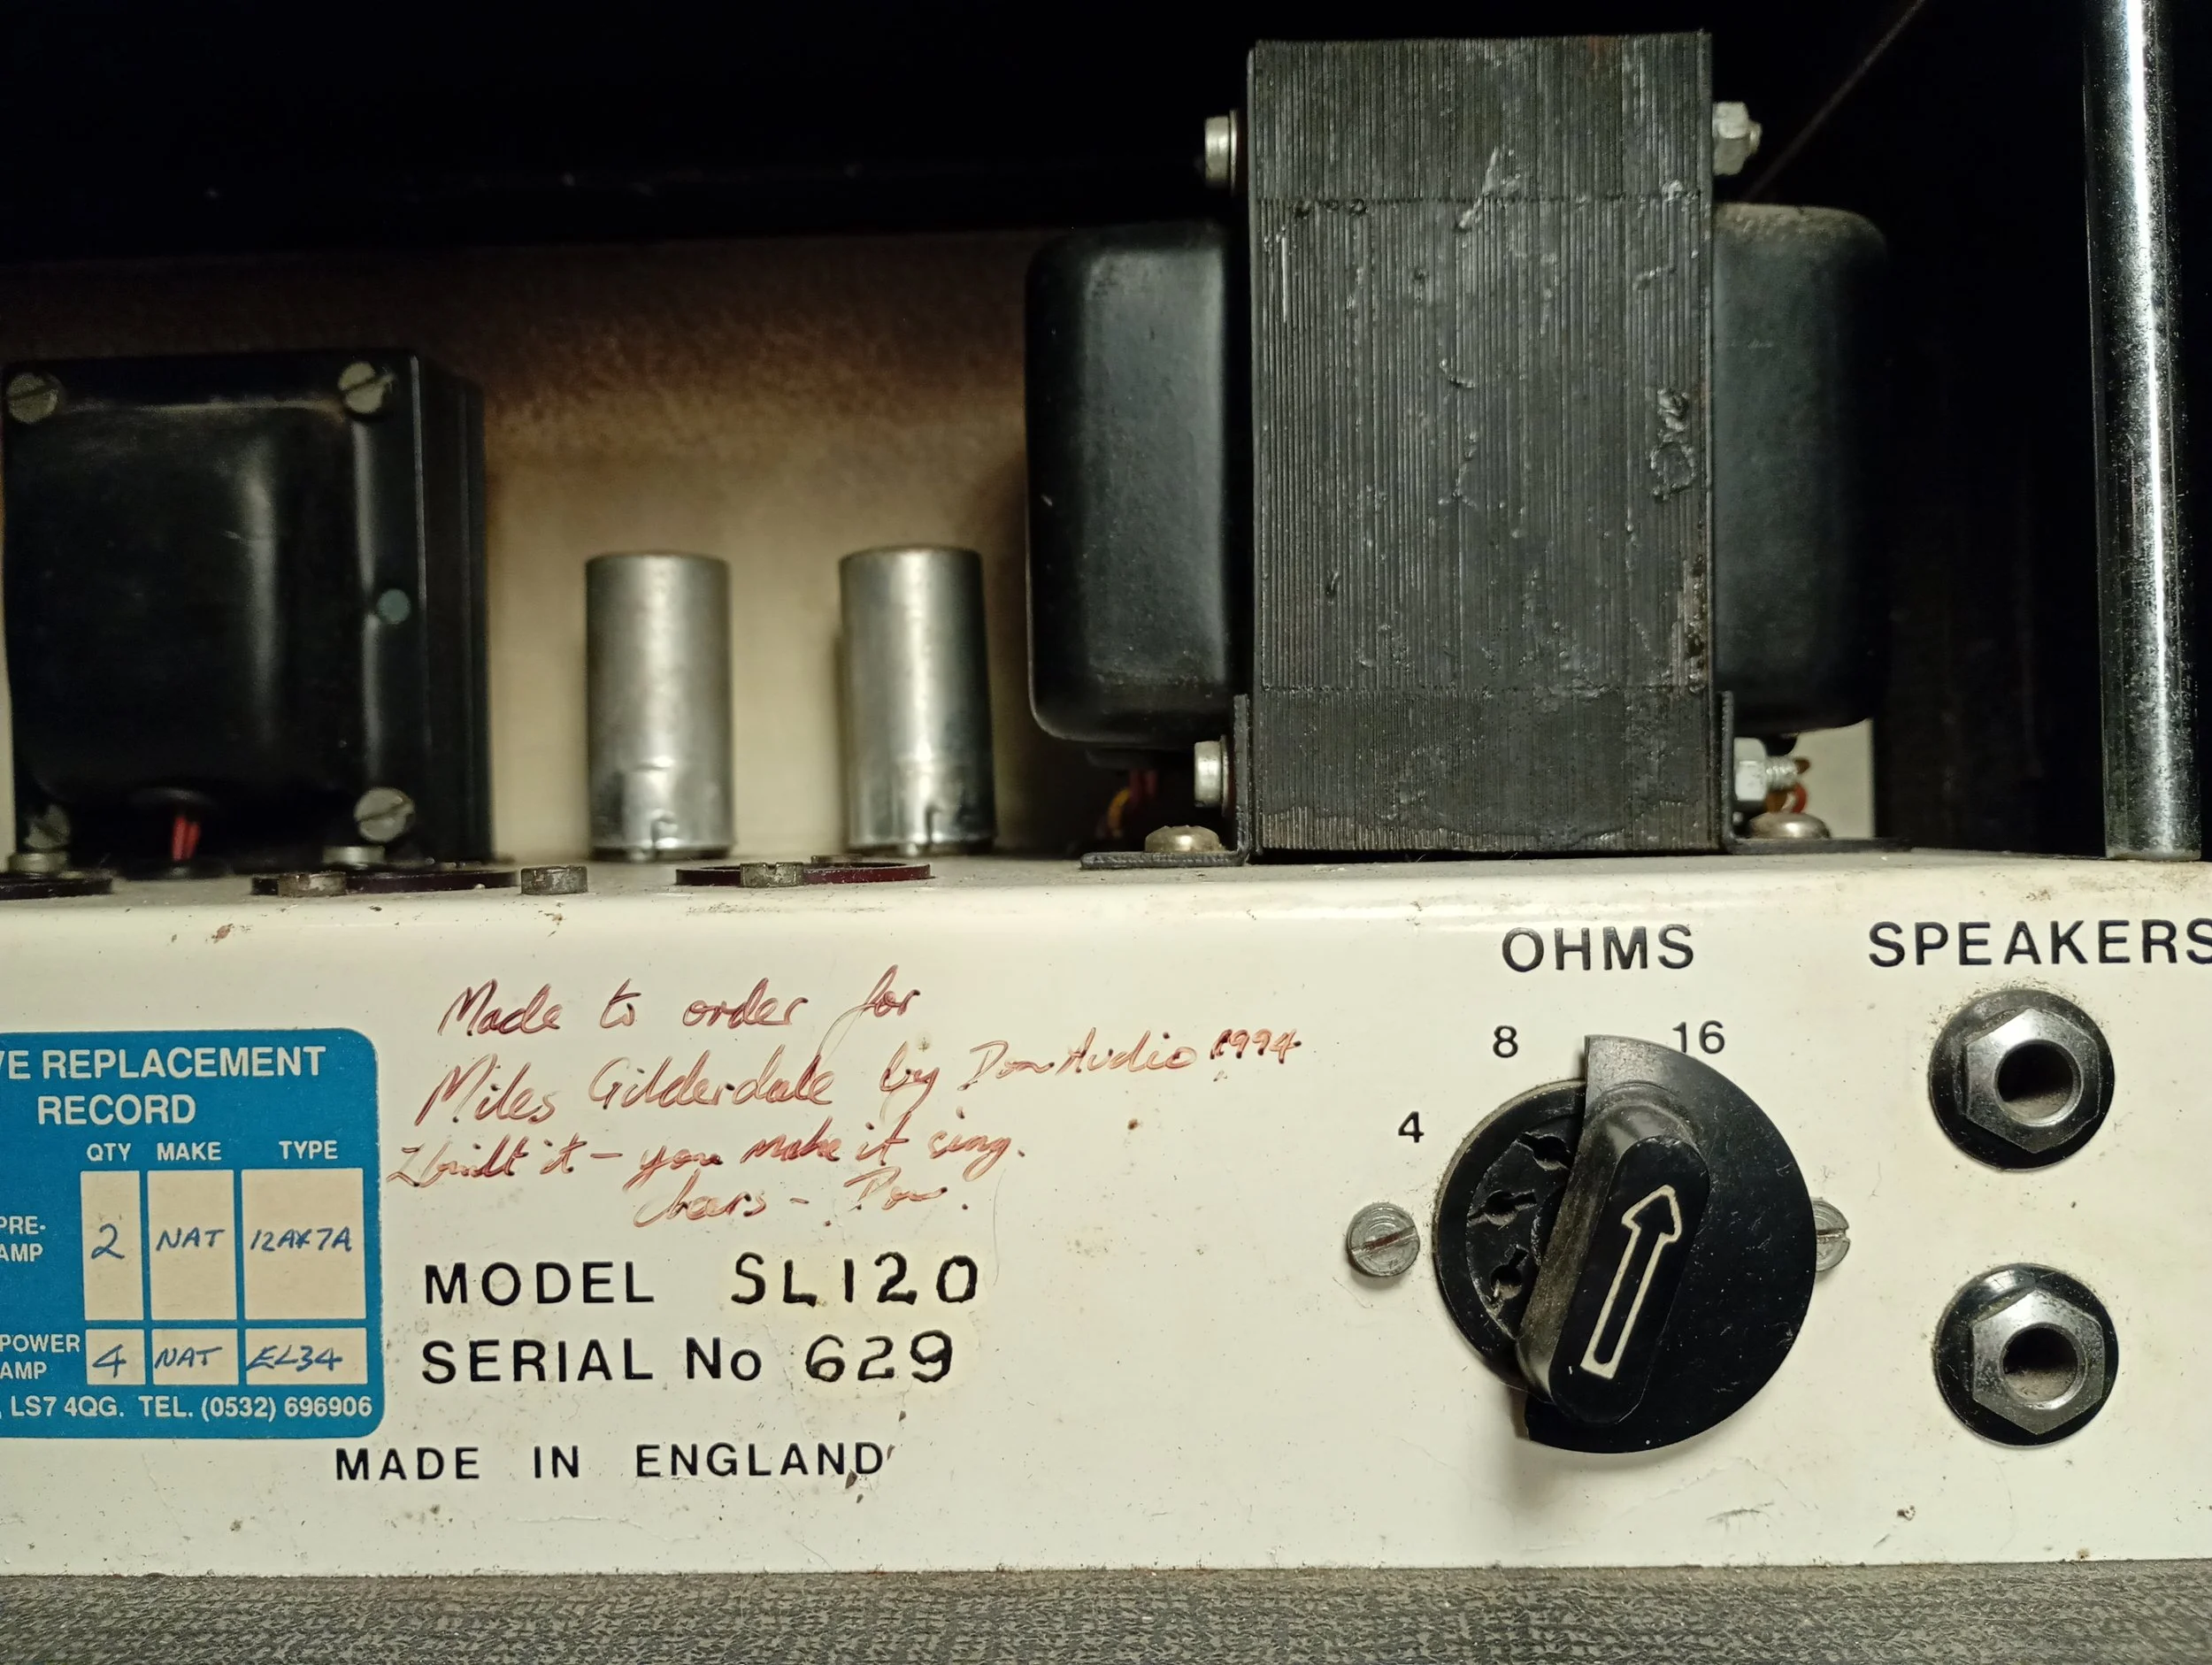 OHMS
SPEAKERS
8
16
4
Made to order for
Miles Gilderdale by Dom Audio 1994
I built it - you make it sing.
cheers - Dom.
VE REPLACEMENT
RECORD
QTY MAKE TYPE
PRE-
AMP
2 NAT 12AX7A
POWER
AMP
4 NAT EL34
LS7 4QG. TEL. (0532) 696906
MODEL SL120
SERIAL No 629
MADE IN ENGLAND